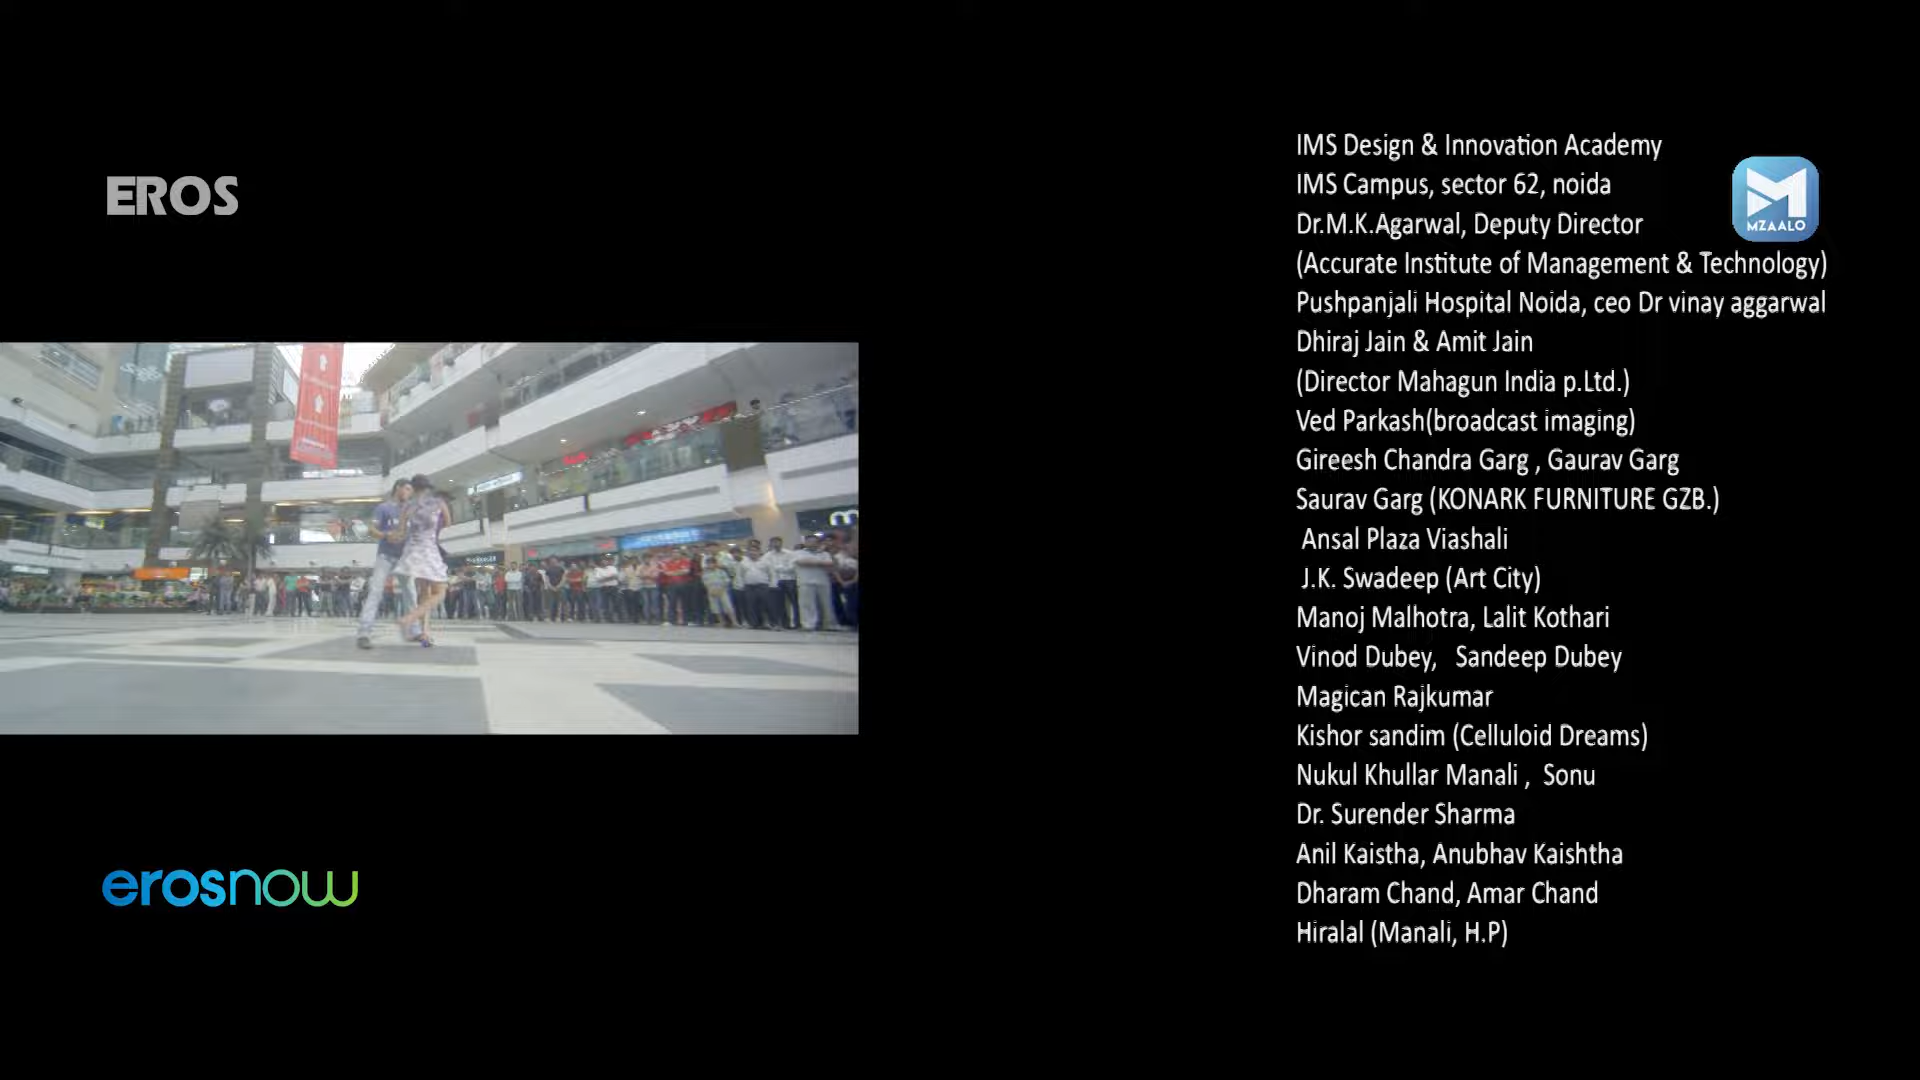 EROS
IMS Design & Innovation Academy
IMS Campus, sector 62, noida
Dr.M.K.Agarwal, Deputy Director
MZAALO
(Accurate Institute of Management & Technology)
Pushpanjali Hospital Noida, ceo Dr vinay aggarwal
Dhiraj Jain & Amit Jain
(Director Mahagun India p.Ltd.)
Ved Parkash(broadcast imaging)
Gireesh Chandra Garg , Gaurav Garg
Saurav Garg (KONARK FURNITURE GZB.)
Ansal Plaza Viashali
J.K. Swadeep (Art City)
Manoj Malhotra, Lalit Kothari
Vinod Dubey, Sandeep Dubey
Magican Rajkumar
Kishor sandim (Celluloid Dreams)
Nukul Khullar Manali , Sonu
Dr. Surender Sharma
Anil Kaistha, Anubhav Kaishtha
Dharam Chand, Amar Chand
Hiralal (Manali, H.P)
erosnow